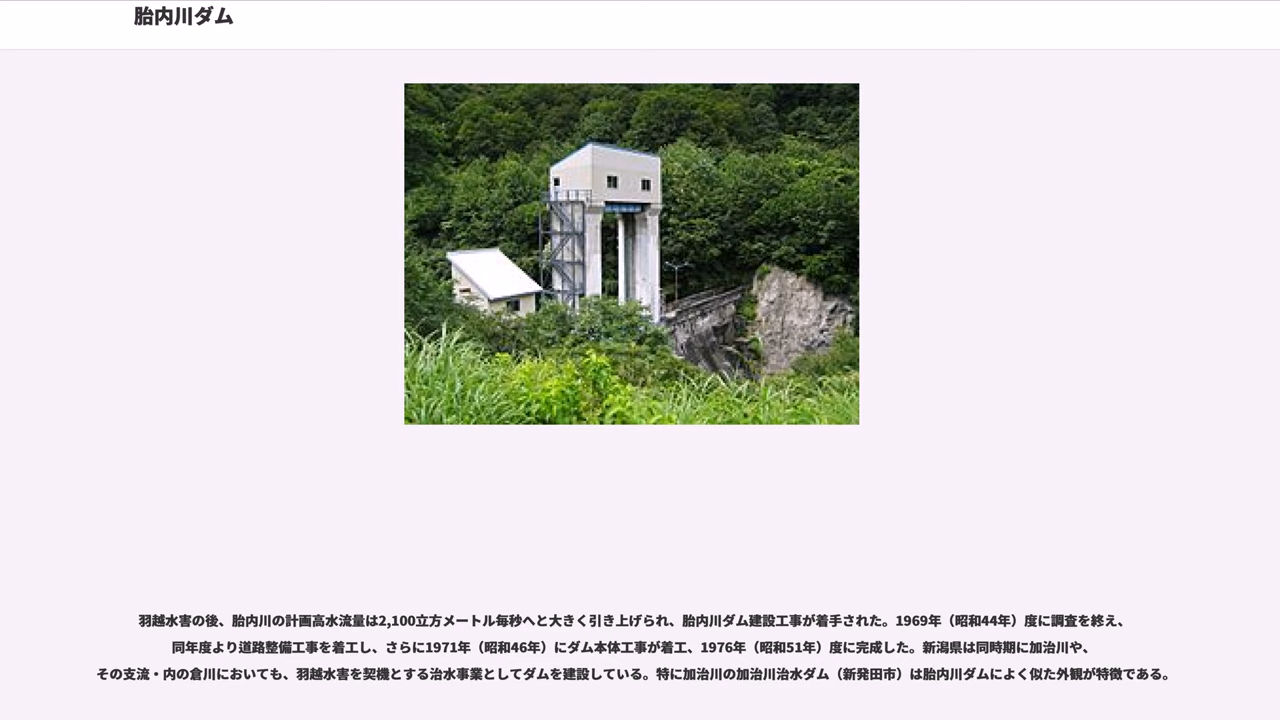 胎内川ダム
羽越水害の後、胎内川の計画高水流量は2,100立方メートル毎秒へと大きく引き上げられ、胎内川ダム建設工事が着手された。1969年（昭和44年）度に調査を終え、
同年度より道路整備工事を着工し、さらに1971年（昭和46年）にダム本体工事が着工、1976年（昭和51年）度に完成した。新潟県は同時期に加治川や、
その支流・内の倉川においても、羽越水害を契機とする治水事業としてダムを建設している。特に加治川の加治川治水ダム（新発田市）は胎内川ダムによく似た外観が特徴である。